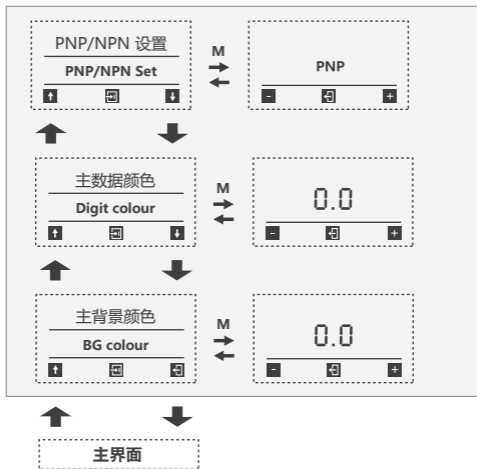 PNP/NPN 设置
PNP/NPN Set
M
PNP
-
+
主数据颜色
Digit colour
M
0.0
-
+
主背景颜色
BG colour
M
0.0
-
+
主界面